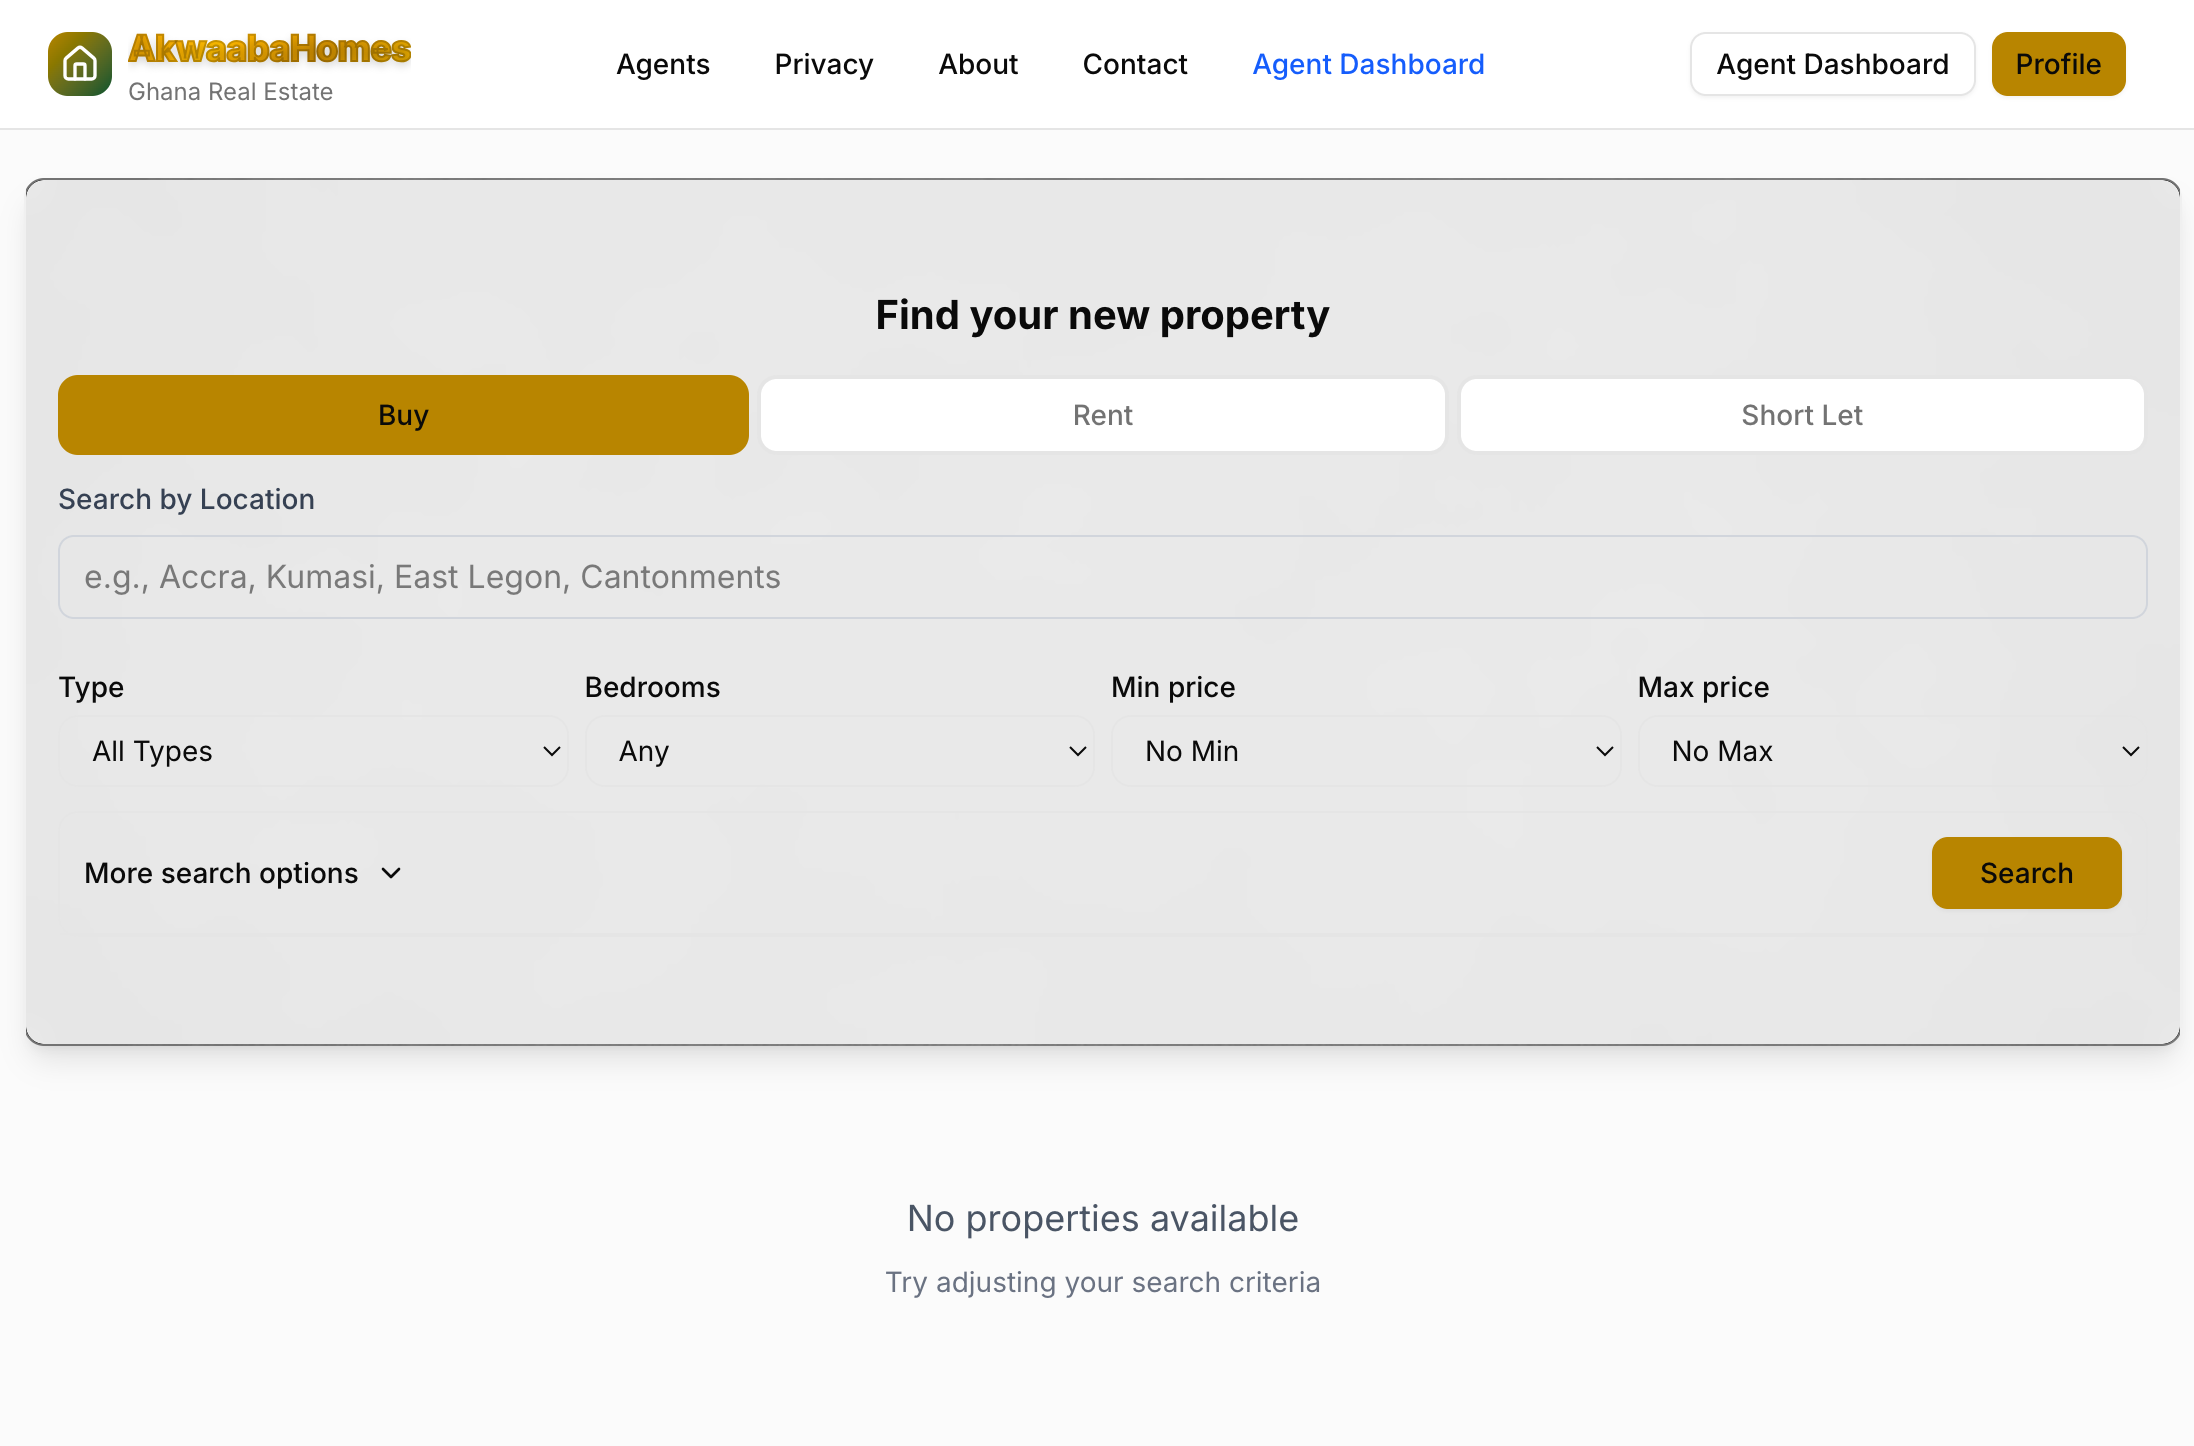 AkwaabaHomes
Ghana Real Estate
Agents
Privacy
About
Contact
Agent Dashboard
Agent Dashboard
Profile
Find your new property
Buy
Rent
Short Let
Search by Location
e.g., Accra, Kumasi, East Legon, Cantonments
Type
Bedrooms
Min price
Max price
All Types
Any
No Min
No Max
More search options
Search
No properties available
Try adjusting your search criteria